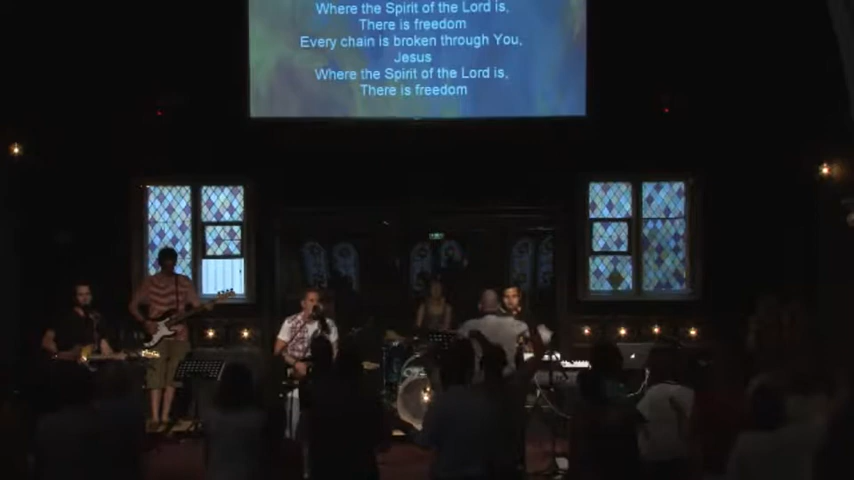 Where the Spirit of the Lord is,
There is freedom
Every chain is broken through You,
Jesus
Where the Spirit of the Lord is,
There is freedom